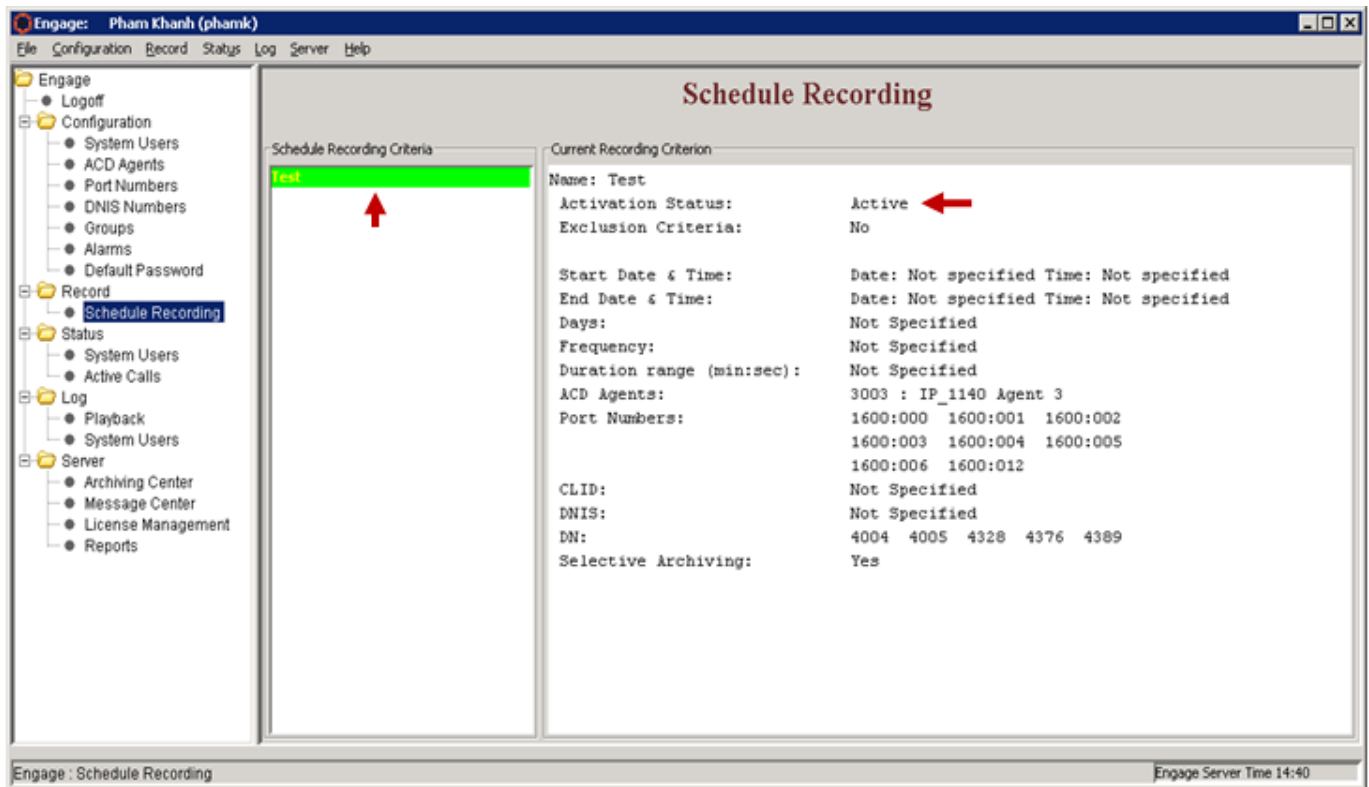 Engage: Pham Khanh (phamk)
File Configuration Record Status Log Server Help
Engage
Logoff
Configuration
System Users
ACD Agents
Port Numbers
DNIS Numbers
Groups
Alarms
Default Password
Record
Schedule Recording
Status
System Users
Active Calls
Log
Playback
System Users
Server
Archiving Center
Message Center
License Management
Reports
Schedule Recording
Schedule Recording Criteria
Test
Current Recording Criterion
Name: Test
Activation Status: Active
Exclusion Criteria: No
Start Date & Time: Date: Not specified Time: Not specified
End Date & Time: Date: Not specified Time: Not specified
Days: Not Specified
Frequency: Not Specified
Duration range (min:sec): Not Specified
ACD Agents: 3003 : IP_1140 Agent 3
Port Numbers: 1600:000 1600:001 1600:002
1600:003 1600:004 1600:005
1600:006 1600:012
CLID: Not Specified
DNIS: Not Specified
DN: 4004 4005 4328 4376 4389
Selective Archiving: Yes
Engage : Schedule Recording
Engage Server Time 14:40